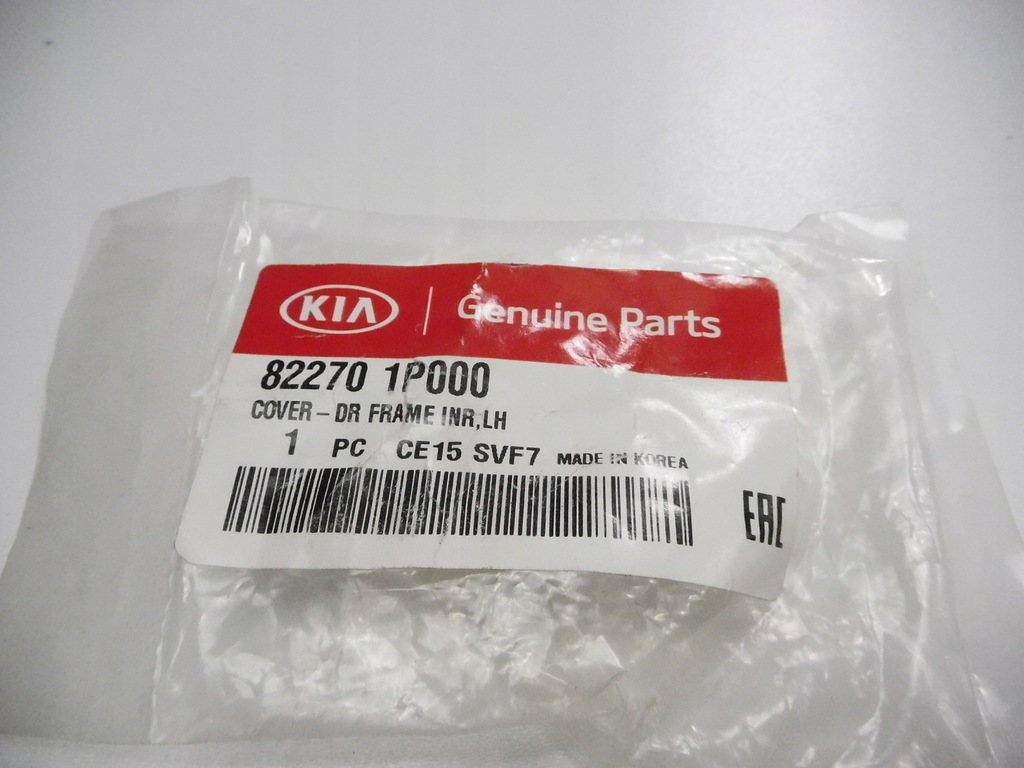 KIA | Genuine Parts
82270 1P000
COVER - DR FRAME INR,LH
1 PC CE15 SVF7 MADE IN KOREA
EAC